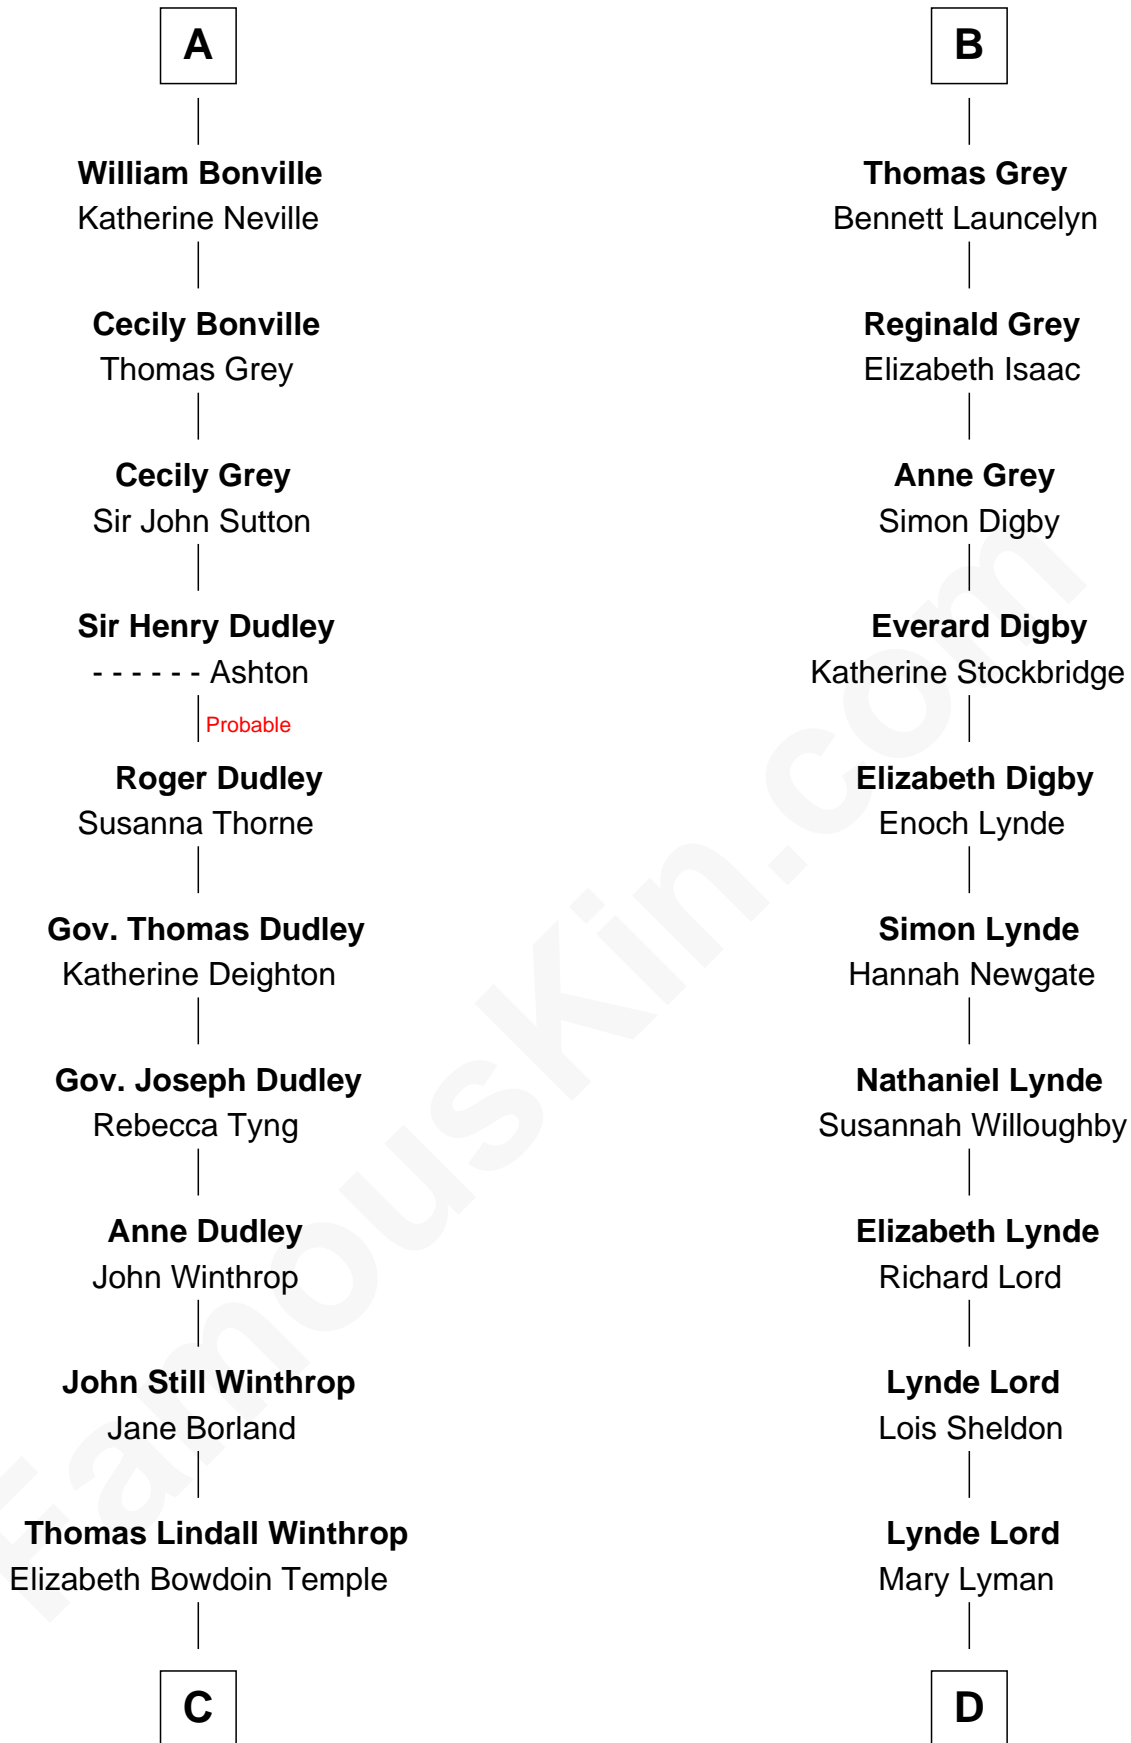 A
William Bonville
Katherine Neville
Cecily Bonville
Thomas Grey
Cecily Grey
Sir John Sutton
Sir Henry Dudley
- - - - - - Ashton
Probable
Roger Dudley
Susanna Thorne
Gov. Thomas Dudley
Katherine Deighton
Gov. Joseph Dudley
Rebecca Tyng
Anne Dudley
John Winthrop
John Still Winthrop
Jane Borland
Thomas Lindall Winthrop
Elizabeth Bowdoin Temple
C
B
Thomas Grey
Bennett Launcelyn
Reginald Grey
Elizabeth Isaac
Anne Grey
Simon Digby
Everard Digby
Katherine Stockbridge
Elizabeth Digby
Enoch Lynde
Simon Lynde
Hannah Newgate
Nathaniel Lynde
Susannah Willoughby
Elizabeth Lynde
Richard Lord
Lynde Lord
Lois Sheldon
Lynde Lord
Mary Lyman
D
FamousKin.com